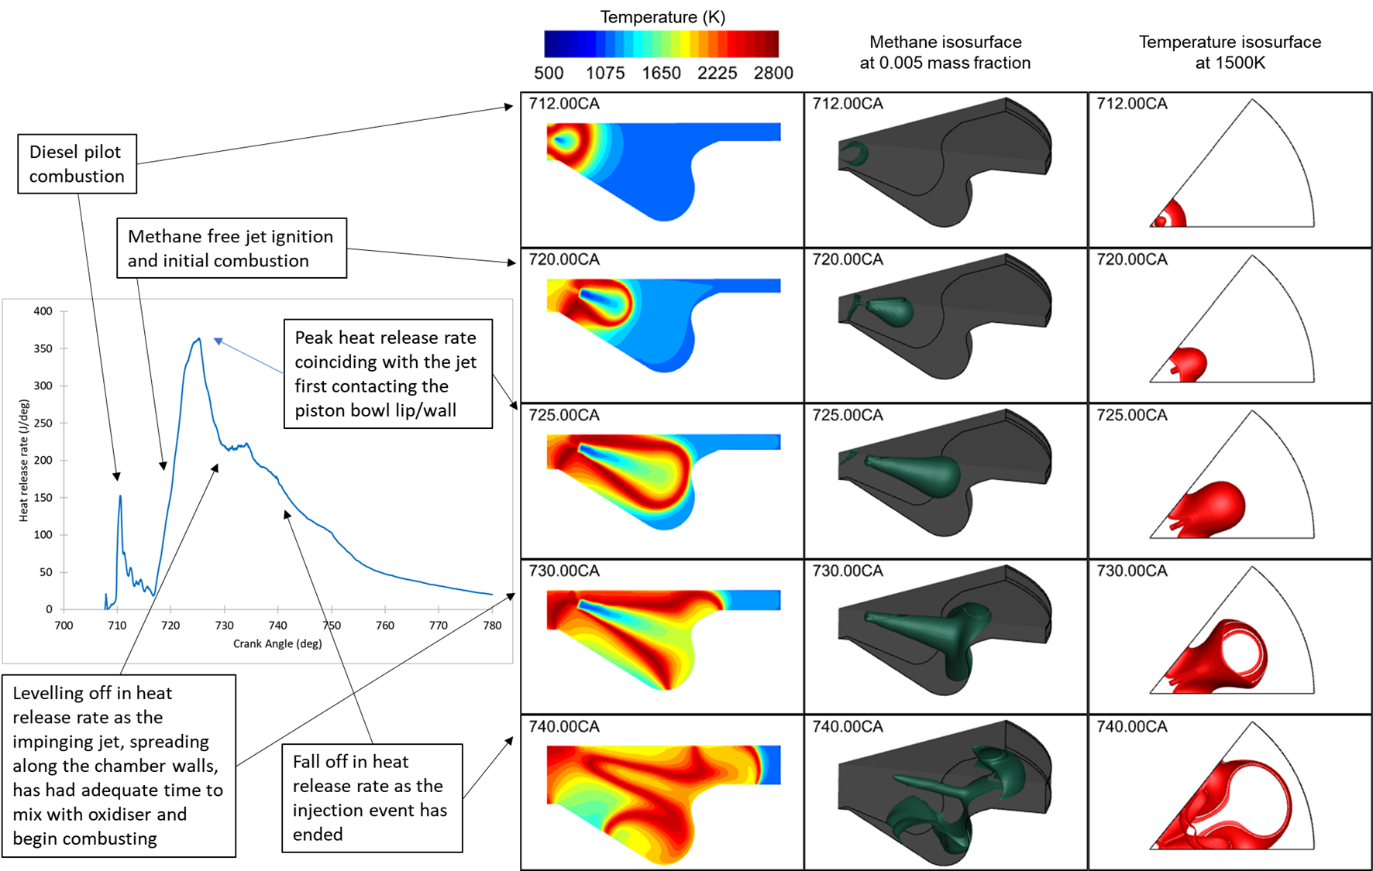 Temperature (K)
500 1075 1650 2225 2800
Methane isosurface
at 0.005 mass fraction
Temperature isosurface
at 1500K
712.00CA
712.00CA
712.00CA
720.00CA
720.00CA
720.00CA
725.00CA
725.00CA
725.00CA
730.00CA
730.00CA
730.00CA
740.00CA
740.00CA
740.00CA
Diesel pilot
combustion
Methane free jet ignition
and initial combustion
Peak heat release rate
coinciding with the jet
first contacting the
piston bowl lip/wall
Heat release rate (J/deg)
400
350
300
250
200
150
100
50
0
700 710 720 730 740 750 760 770 780
Crank Angle (deg)
Levelling off in heat
release rate as the
impinging jet, spreading
along the chamber walls,
has had adequate time to
mix with oxidiser and
begin combusting
Fall off in heat
release rate as the
injection event has
ended